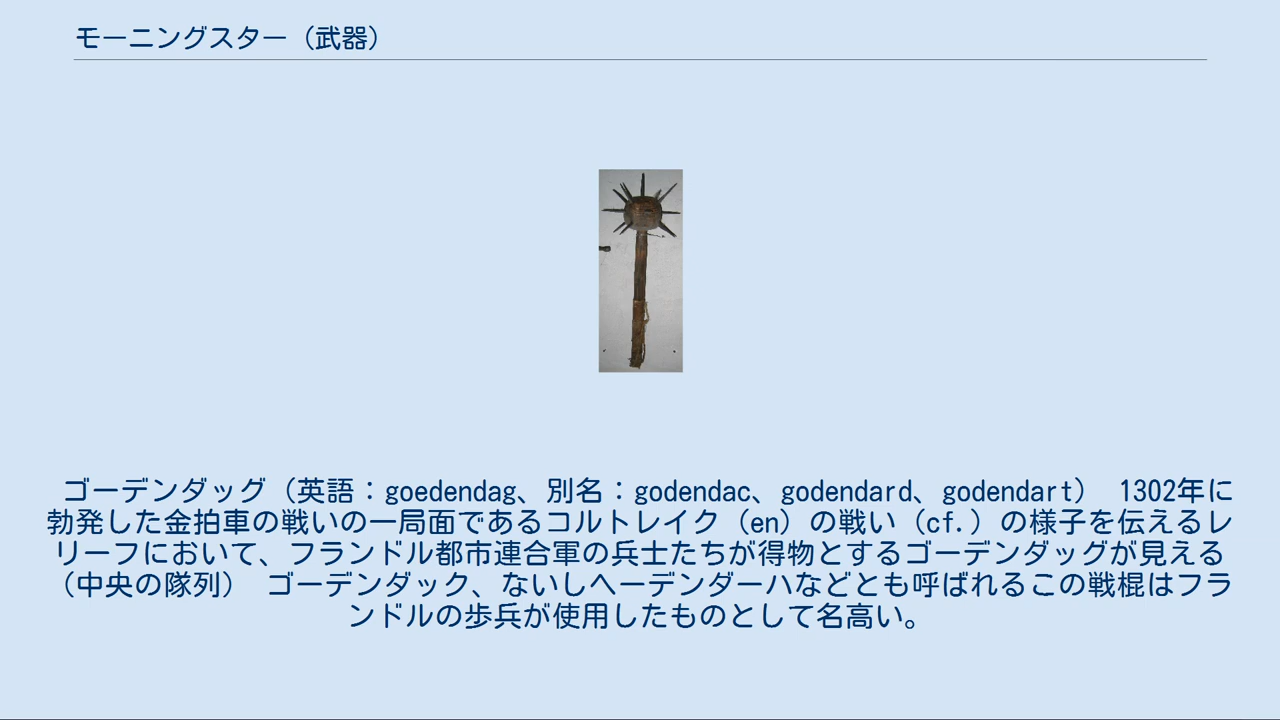 モーニングスター（武器）
ゴーデンダッグ（英語：goedendag、別名：godendac、godendard、godendart） 1302年に
勃発した金拍車の戦いの一局面であるコルトレイク（en）の戦い（cf.）の様子を伝えるレ
リーフにおいて、フランドル都市連合軍の兵士たちが得物とするゴーデンダッグが見える
（中央の隊列） ゴーデンダック、ないしヘーデンダーハなどとも呼ばれるこの戦棍はフラ
ンドルの歩兵が使用したものとして名高い。